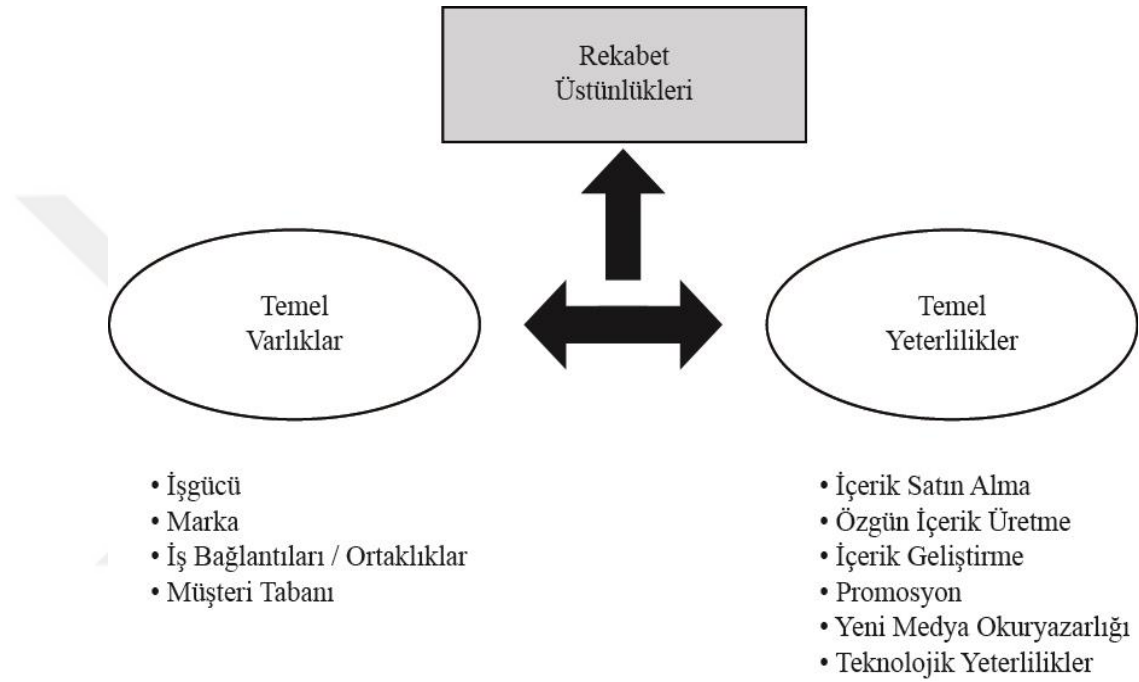 Rekabet
Üstünlükleri
Temel
Varlıklar
Temel
Yeterlilikler
• İşgücü
• Marka
• İş Bağlantıları / Ortaklıklar
• Müşteri Tabanı
• İçerik Satın Alma
• Özgün İçerik Üretme
• İçerik Geliştirme
• Promosyon
• Yeni Medya Okuryazarlığı
• Teknolojik Yeterlilikler